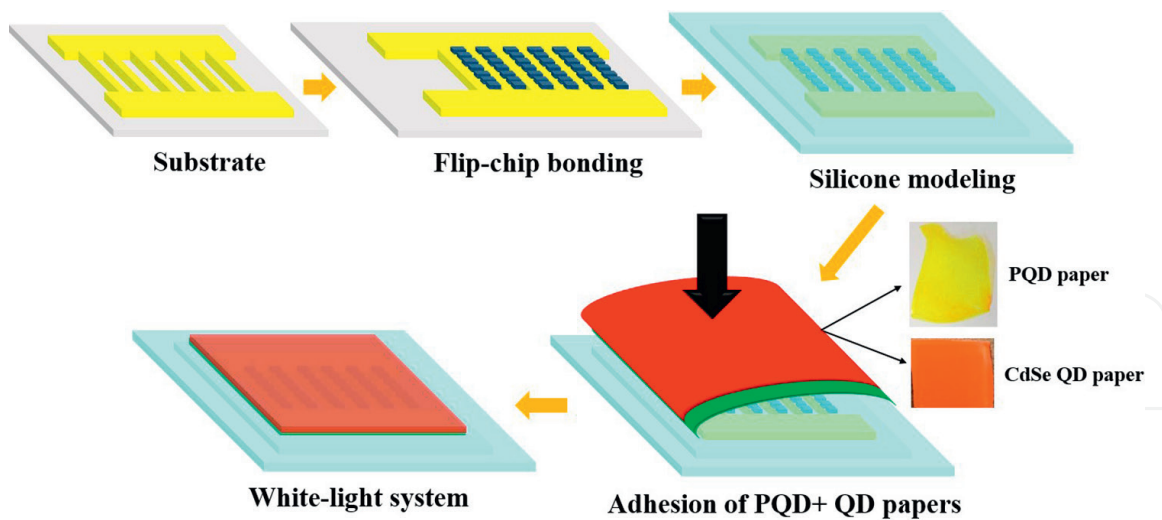 Substrate
Flip-chip bonding
Silicone modeling
PQD paper
CdSe QD paper
White-light system
Adhesion of PQD+ QD papers